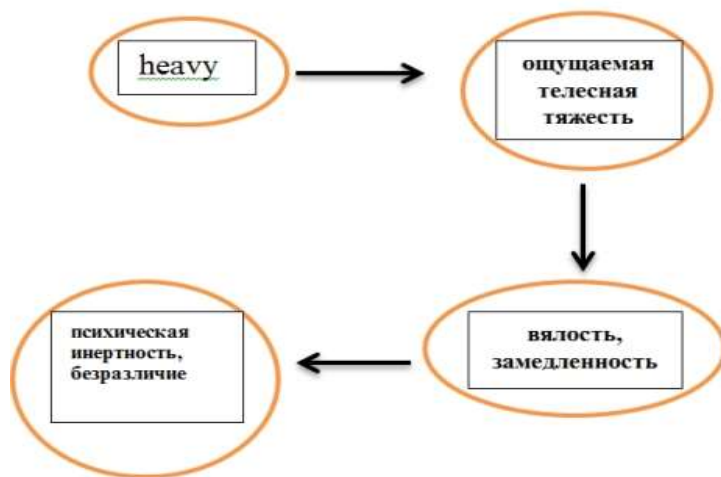 heavy
ощущаемая
телесная
тяжесть
вялость,
замедленность
психическая
инертность,
безразличие